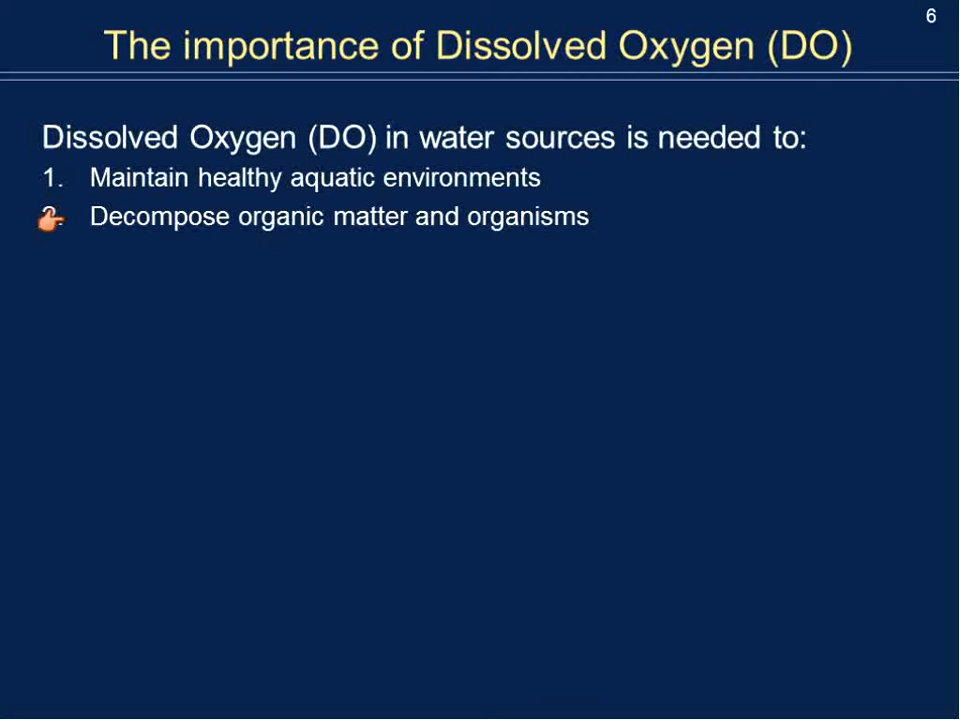 6
The importance of Dissolved Oxygen (DO)
Dissolved Oxygen (DO) in water sources is needed to:
1. Maintain healthy aquatic environments
2. Decompose organic matter and organisms